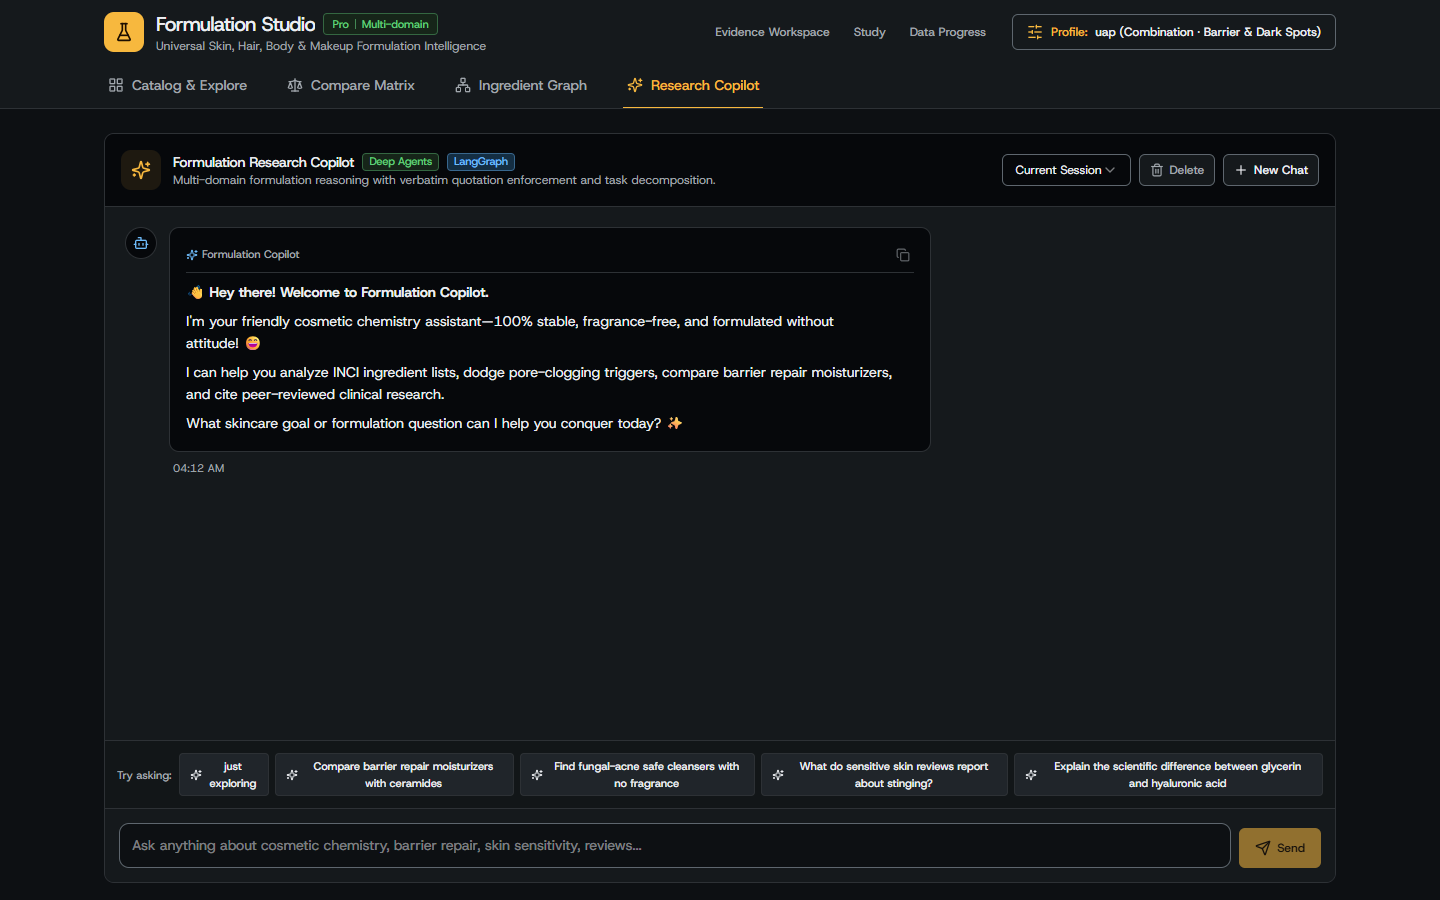 Formulation Studio
Pro | Multi-domain
Universal Skin, Hair, Body & Makeup Formulation Intelligence
Evidence Workspace
Study
Data Progress
Profile: uap (Combination · Barrier & Dark Spots)
Catalog & Explore
Compare Matrix
Ingredient Graph
Research Copilot
Formulation Research Copilot
Deep Agents
LangGraph
Multi-domain formulation reasoning with verbatim quotation enforcement and task decomposition.
Current Session
Delete
New Chat
Formulation Copilot
👋 Hey there! Welcome to Formulation Copilot.
I'm your friendly cosmetic chemistry assistant—100% stable, fragrance-free, and formulated without
attitude! 😄
I can help you analyze INCI ingredient lists, dodge pore-clogging triggers, compare barrier repair moisturizers,
and cite peer-reviewed clinical research.
What skincare goal or formulation question can I help you conquer today? ✨
04:12 AM
Try asking:
just
exploring
Compare barrier repair moisturizers
with ceramides
Find fungal-acne safe cleansers with
no fragrance
What do sensitive skin reviews report
about stinging?
Explain the scientific difference between glycerin
and hyaluronic acid
Ask anything about cosmetic chemistry, barrier repair, skin sensitivity, reviews...
Send